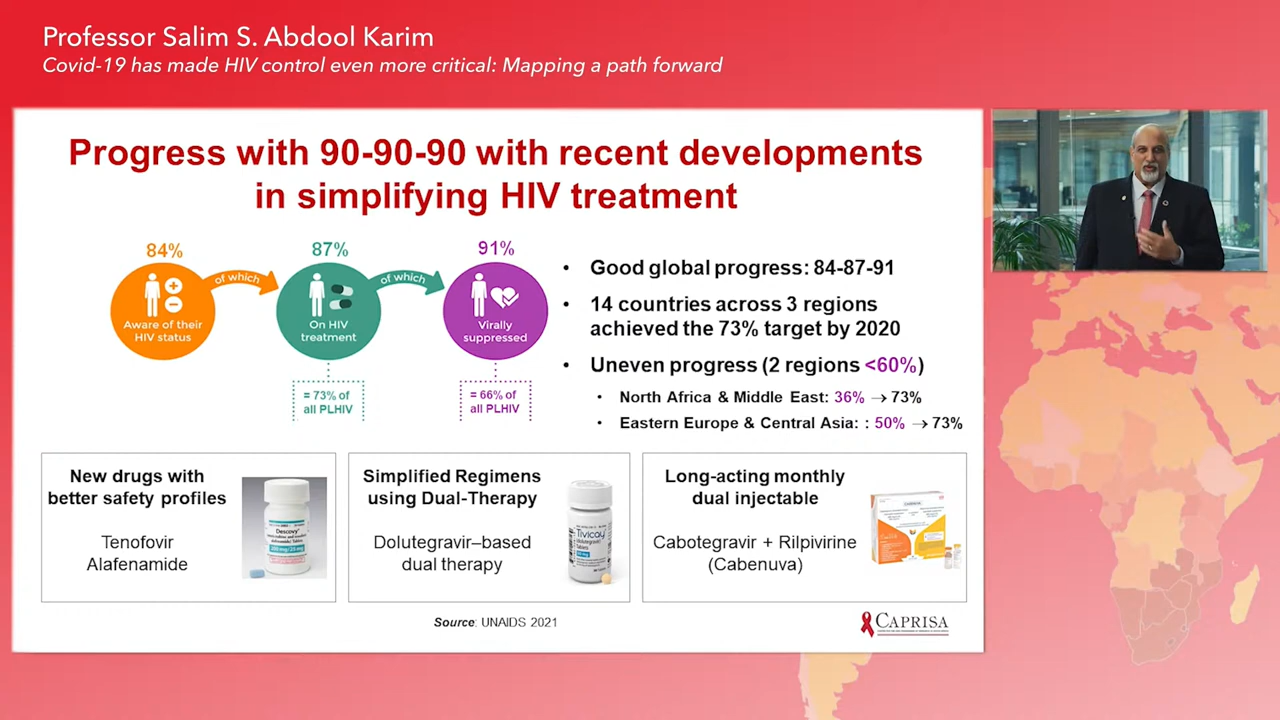 Professor Salim S. Abdool Karim
Covid-19 has made HIV control even more critical: Mapping a path forward
Progress with 90-90-90 with recent developments
in simplifying HIV treatment
84%
87%
91%
of which
of which
Aware of their
HIV status
On HIV
treatment
Virally
suppressed
= 73% of
all PLHIV
= 66% of
all PLHIV
• Good global progress: 84-87-91
• 14 countries across 3 regions
achieved the 73% target by 2020
• Uneven progress (2 regions <60%)
• North Africa & Middle East: 36% → 73%
• Eastern Europe & Central Asia: : 50% → 73%
New drugs with
better safety profiles
Tenofovir
Alafenamide
Descovy
200 mg/25 mg
Simplified Regimens
using Dual-Therapy
Dolutegravir–based
dual therapy
Tivicay
Long-acting monthly
dual injectable
Cabotegravir + Rilpivirine
(Cabenuva)
Source: UNAIDS 2021
CAPRISA